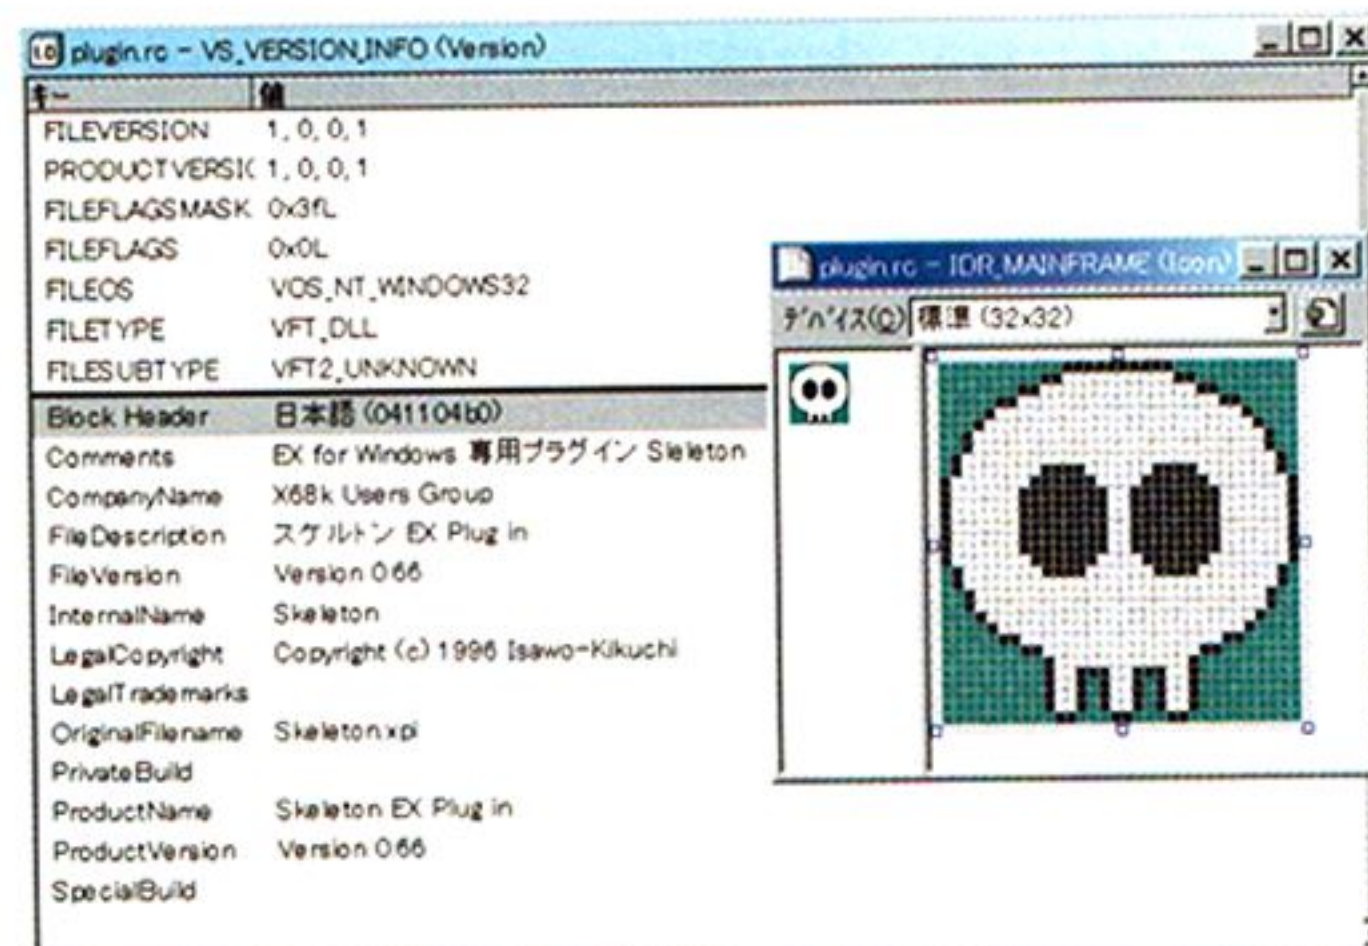 plugin.rc - VS_VERSION_INFO (Version)
キー 値
FILEVERSION 1, 0, 0, 1
PRODUCTVERSI( 1, 0, 0, 1
FILEFLAGSMASK 0x3fL
FILEFLAGS 0x0L
FILEOS VOS_NT_WINDOWS32
FILETYPE VFT_DLL
FILESUBTYPE VFT2_UNKNOWN
Block Header 日本語 (041104b0)
Comments EX for Windows 専用プラグイン Sleleton
CompanyName X68k Users Group
FileDescription スケルトン EX Plug in
FileVersion Version 0.66
InternalName Skeleton
LegalCopyright Copyright (c) 1996 Isawo-Kikuchi
LegalTrademarks
OriginalFilename Skeleton.xpi
PrivateBuild
ProductName Skeleton EX Plug in
ProductVersion Version 0.66
SpecialBuild
plugin.rc - IDR_MAINFRAME (Icon)
デバイス(Q) 標準 (32x32)